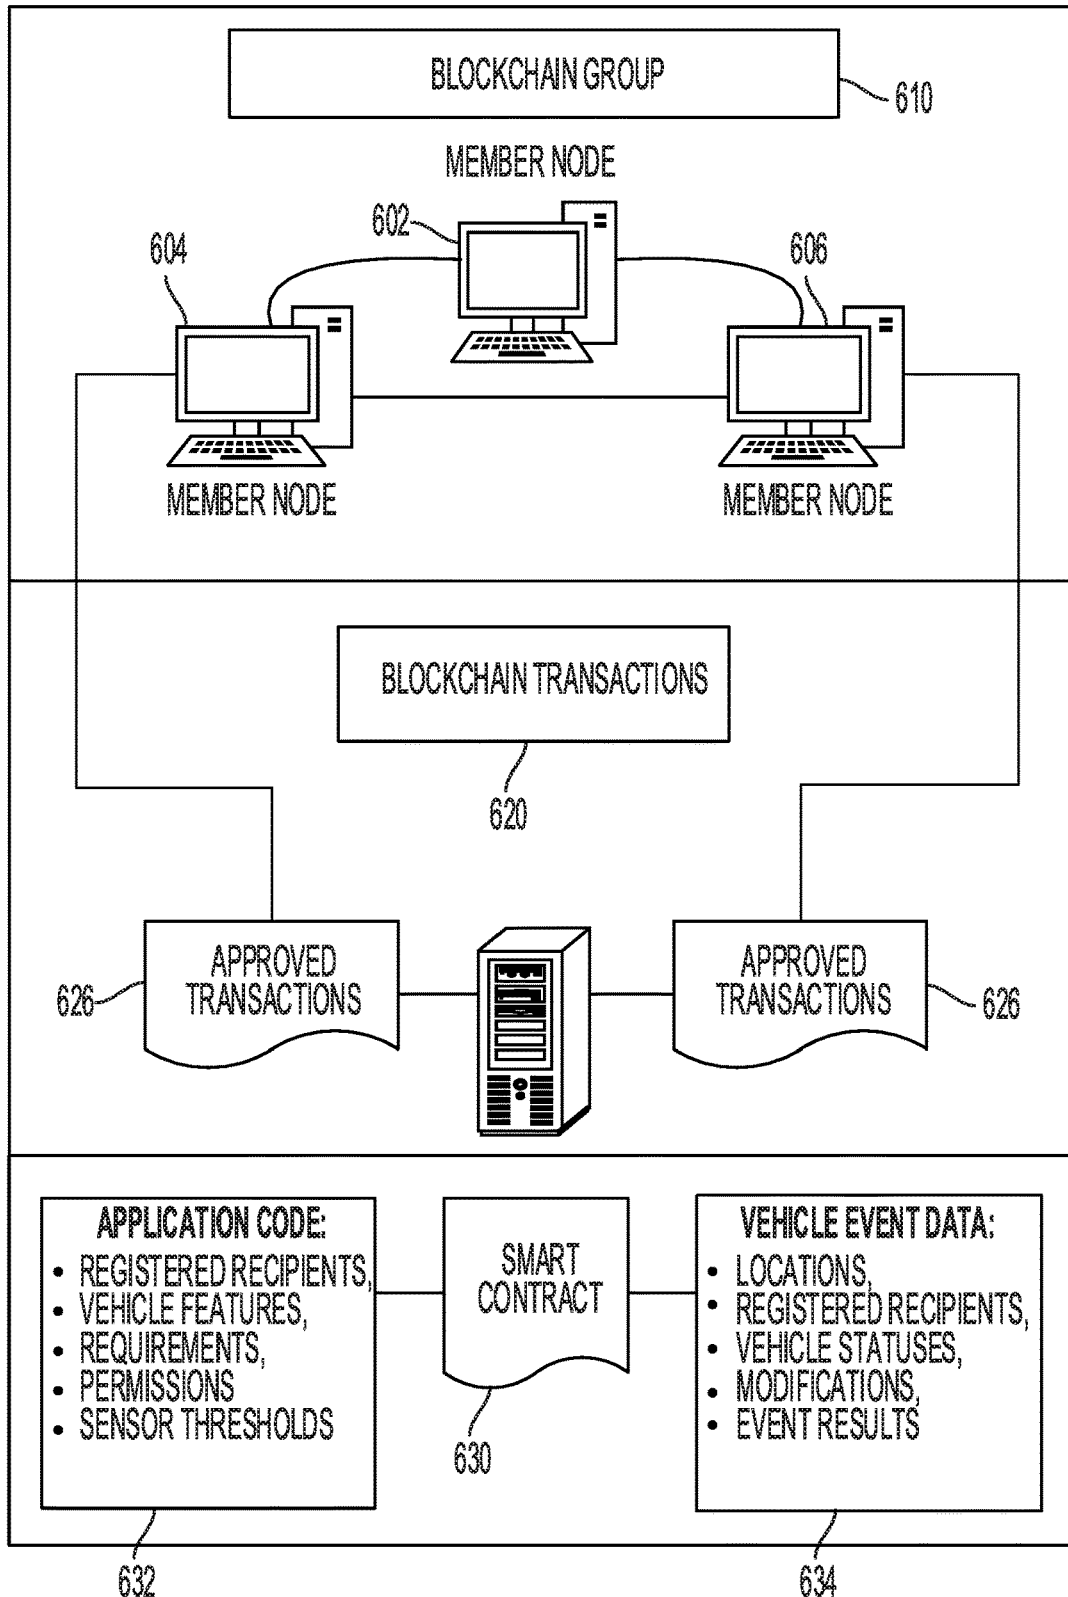 BLOCKCHAIN GROUP
610
MEMBER NODE
602
604
606
MEMBER NODE
MEMBER NODE
BLOCKCHAIN TRANSACTIONS
620
APPROVED
TRANSACTIONS
626
APPROVED
TRANSACTIONS
626
APPLICATION CODE:
• REGISTERED RECIPIENTS,
• VEHICLE FEATURES,
• REQUIREMENTS,
• PERMISSIONS
• SENSOR THRESHOLDS
632
SMART
CONTRACT
630
VEHICLE EVENT DATA:
• LOCATIONS,
• REGISTERED RECIPIENTS,
• VEHICLE STATUSES,
• MODIFICATIONS,
• EVENT RESULTS
634